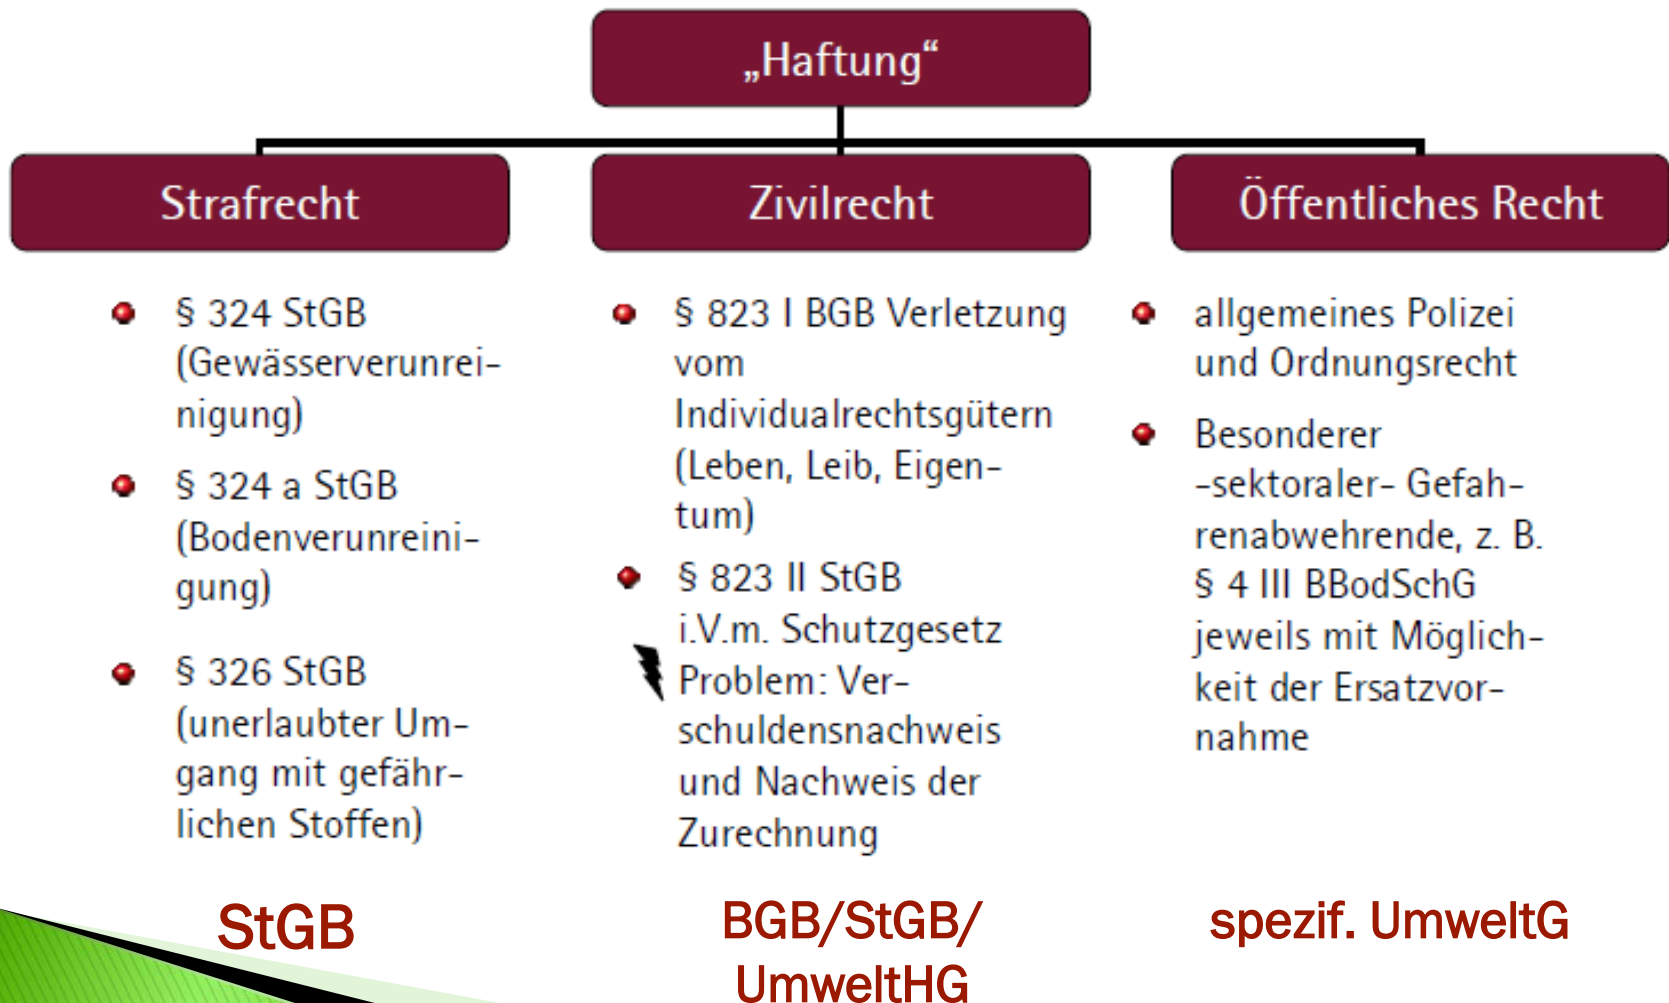 „Haftung“
Strafrecht
§ 324 StGB
(Gewässerverunrei-
nigung)
§ 324 a StGB
(Bodenverunreini-
gung)
§ 326 StGB
(unerlaubter Um-
gang mit gefähr-
lichen Stoffen)
StGB
Zivilrecht
§ 823 I BGB Verletzung
vom
Individualrechtsgütern
(Leben, Leib, Eigen-
tum)
§ 823 II StGB
i.V.m. Schutzgesetz
Problem: Ver-
schuldensnachweis
und Nachweis der
Zurechnung
BGB/StGB/
UmweltHG
Öffentliches Recht
allgemeines Polizei
und Ordnungsrecht
Besonderer
-sektoraler- Gefah-
renabwehrende, z. B.
§ 4 III BBodSchG
jeweils mit Möglich-
keit der Ersatzvor-
nahme
spezif. UmweltG